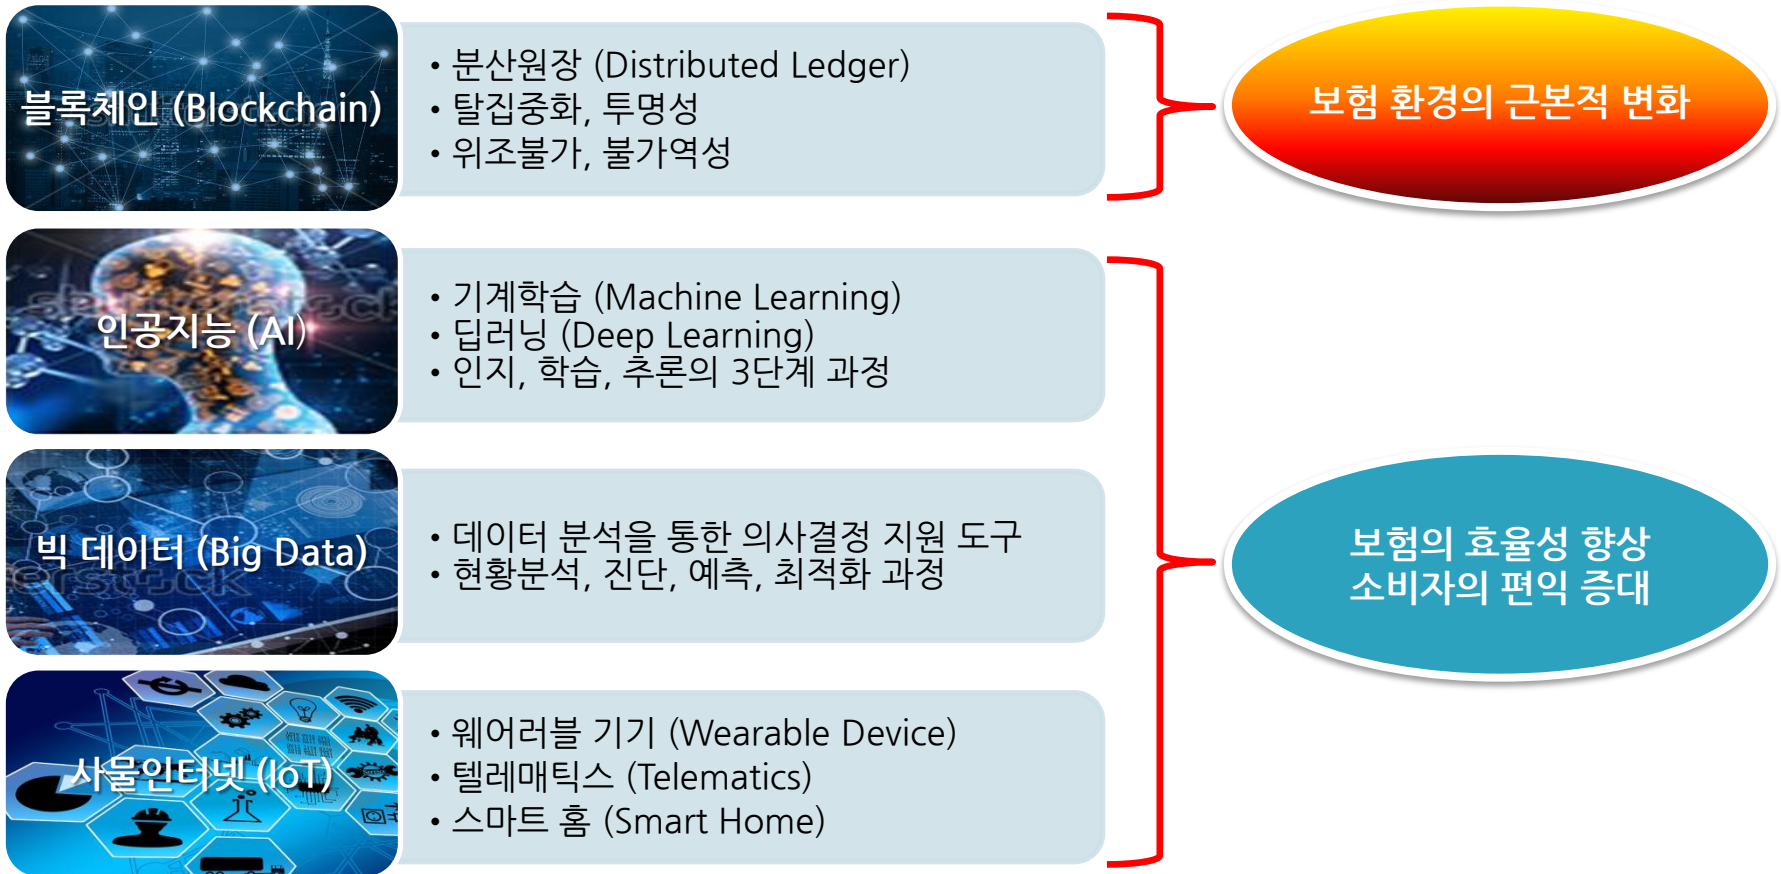 블록체인 (Blockchain)
• 분산원장 (Distributed Ledger)
• 탈집중화, 투명성
• 위조불가, 불가역성
보험 환경의 근본적 변화
인공지능 (AI)
• 기계학습 (Machine Learning)
• 딥러닝 (Deep Learning)
• 인지, 학습, 추론의 3단계 과정
빅 데이터 (Big Data)
• 데이터 분석을 통한 의사결정 지원 도구
• 현황분석, 진단, 예측, 최적화 과정
보험의 효율성 향상
소비자의 편익 증대
사물인터넷 (IoT)
• 웨어러블 기기 (Wearable Device)
• 텔레매틱스 (Telematics)
• 스마트 홈 (Smart Home)